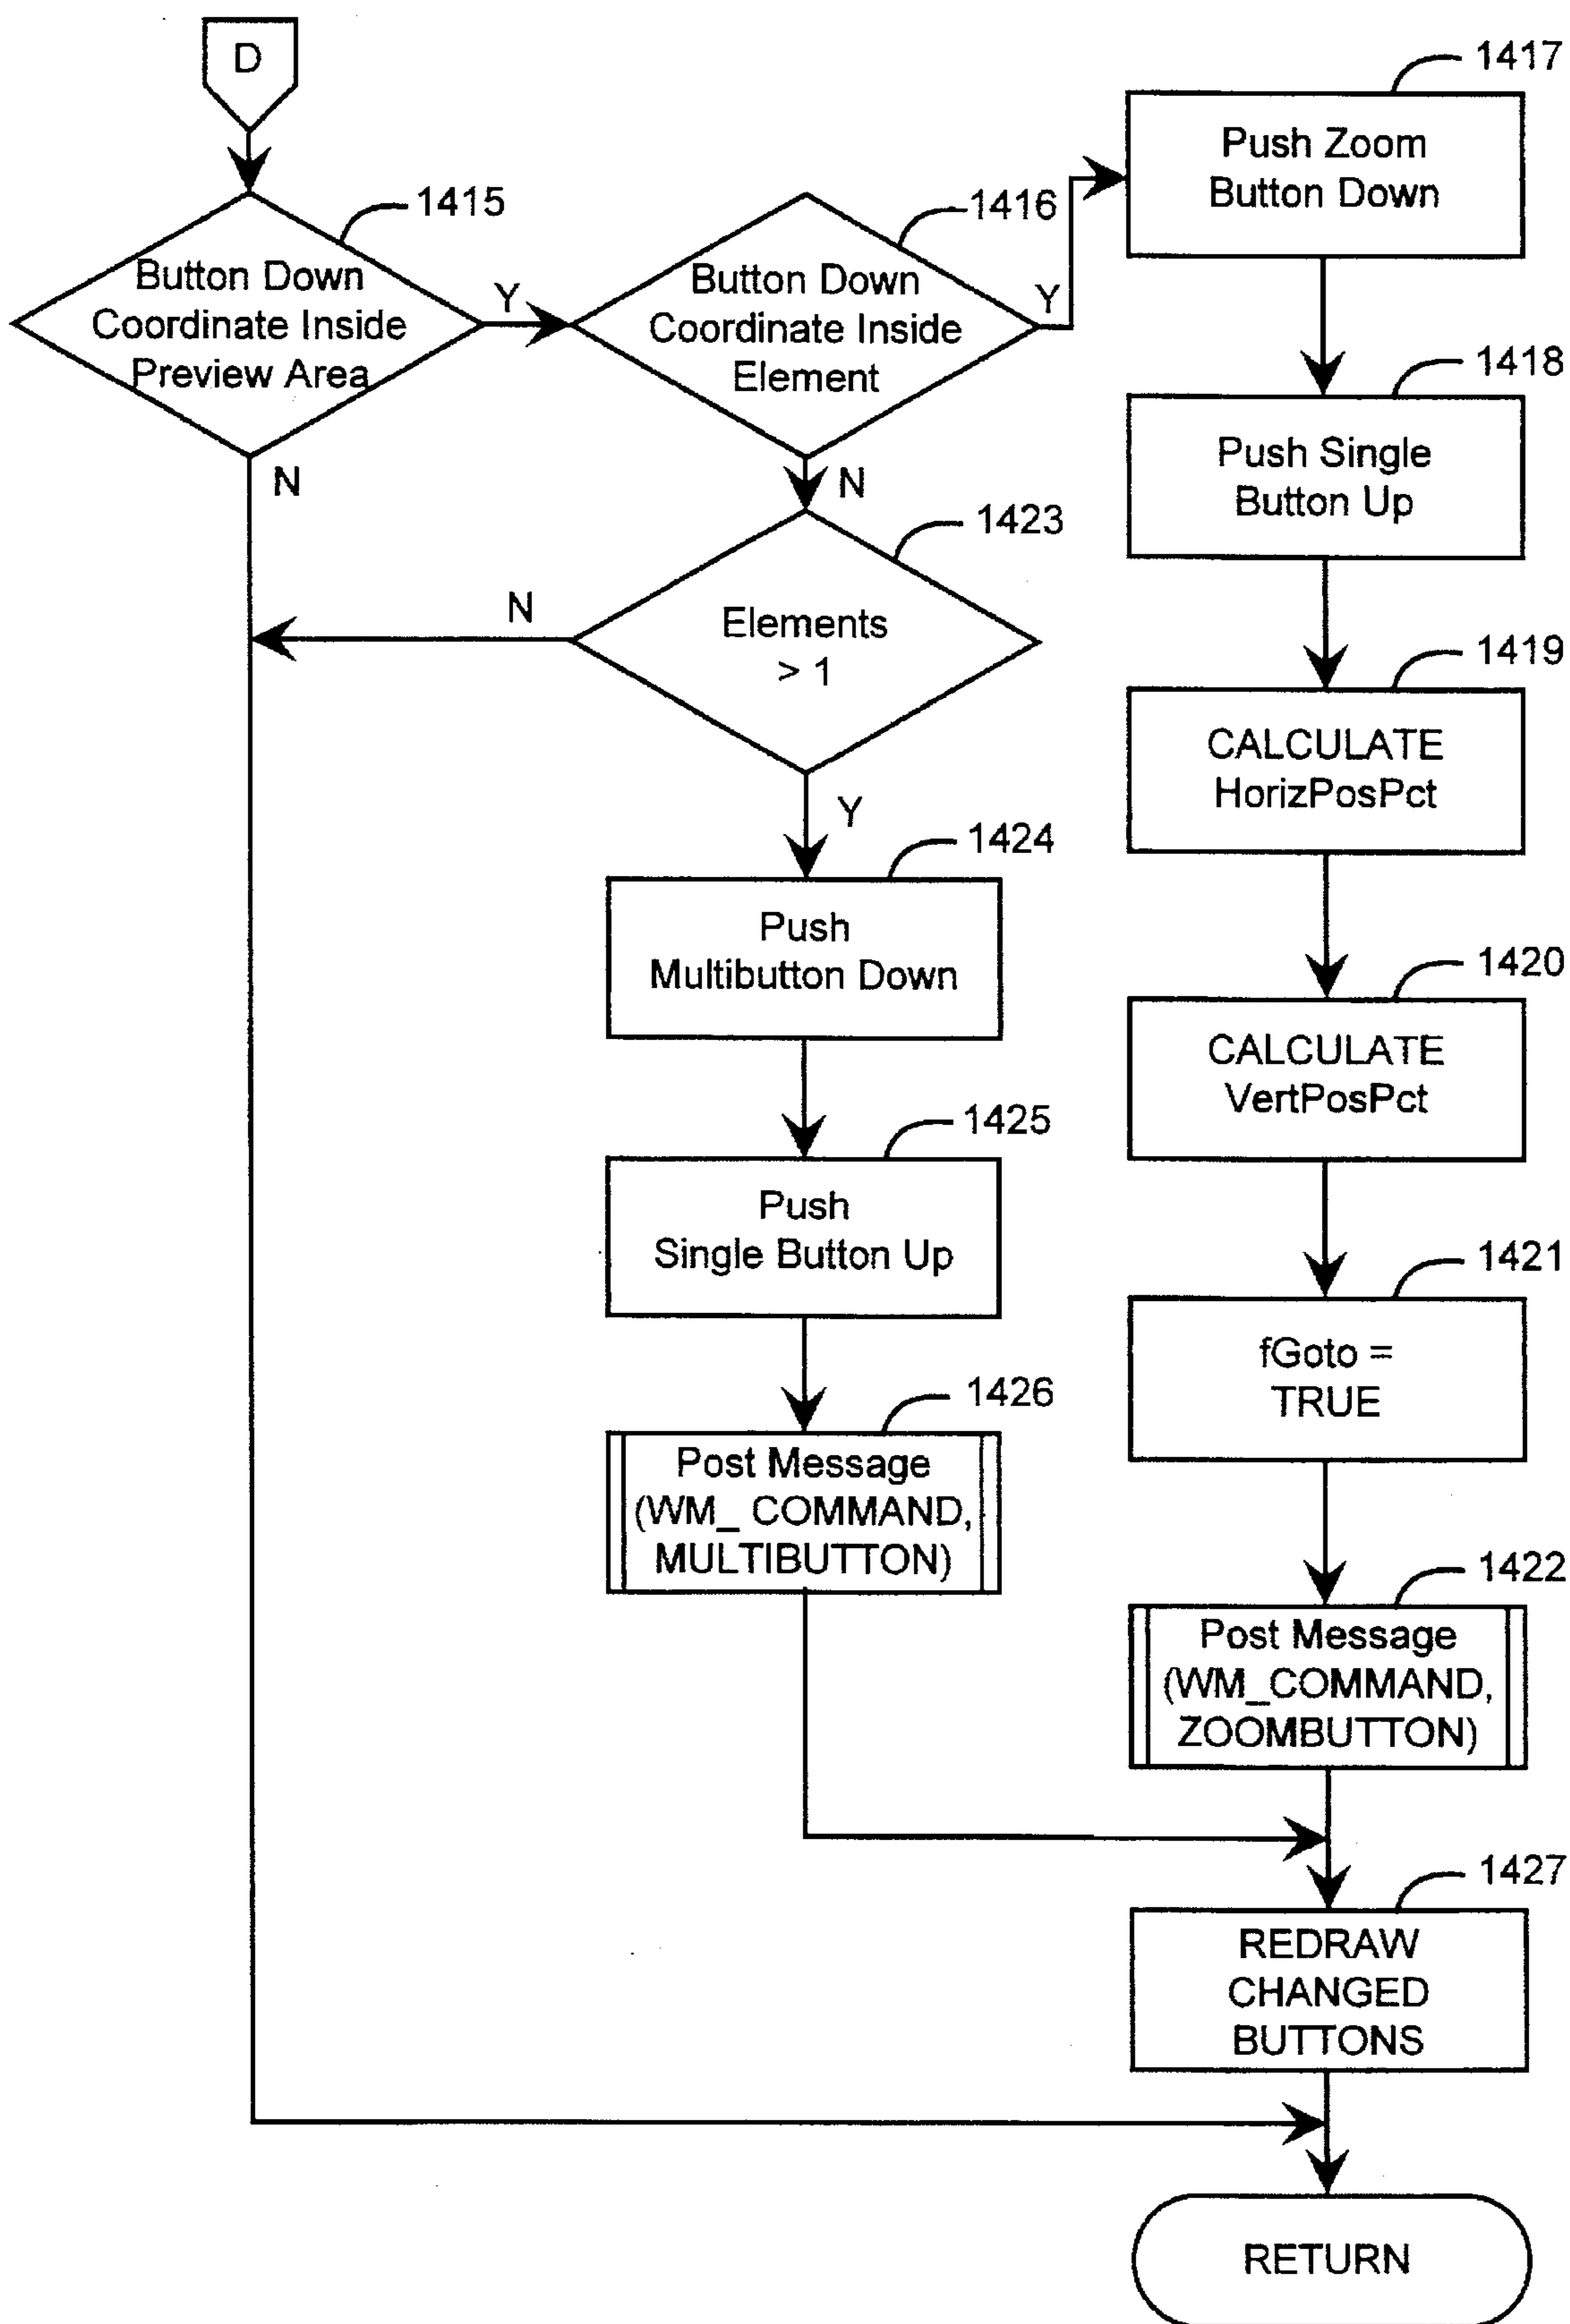 D
1415
Button Down
Coordinate Inside
Preview Area
Y
N
1416
Button Down
Coordinate Inside
Element
Y
N
1417
Push Zoom
Button Down
1418
Push Single
Button Up
1419
CALCULATE
HorizPosPct
1420
CALCULATE
VertPosPct
1421
fGoto =
TRUE
1422
Post Message
(WM_COMMAND,
ZOOMBUTTON)
1423
Elements
> 1
N
Y
1424
Push
Multibutton Down
1425
Push
Single Button Up
1426
Post Message
(WM_ COMMAND,
MULTIBUTTON)
1427
REDRAW
CHANGED
BUTTONS
RETURN